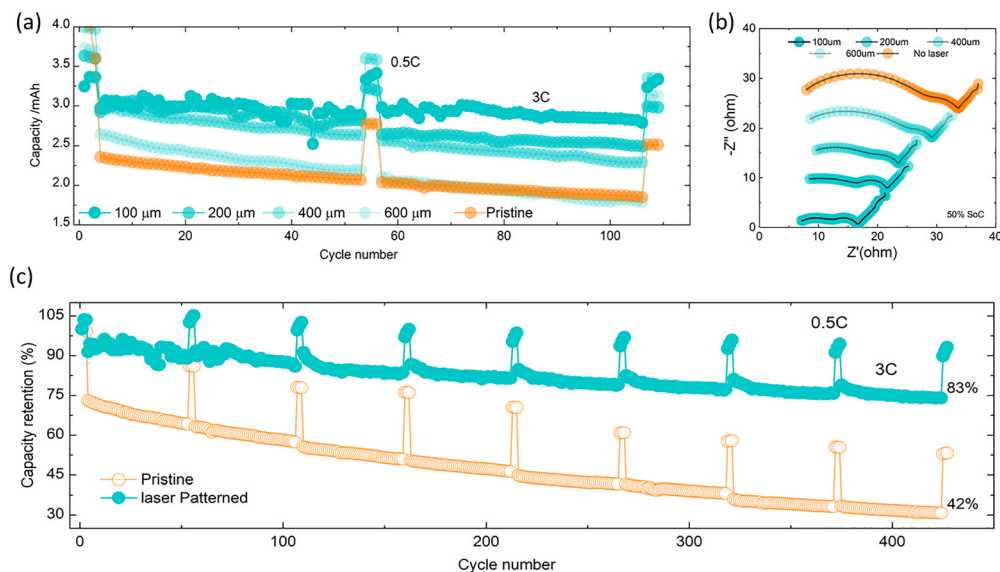 (a)
Capacity /mAh
4.0
3.5
3.0
2.5
2.0
1.5
0.5C
3C
100 μm 200 μm 400 μm 600 μm Pristine
0 20 40 60 80 100
Cycle number
(b)
100um 200um 400um
600um No laser
-Z'' (ohm)
40
30
20
10
0
50% SoC
0 10 20 30 40
Z'(ohm)
(c)
Capacity retention (%)
105
90
75
60
45
30
0.5C
3C
83%
42%
Pristine
laser Patterned
0 100 200 300 400
Cycle number